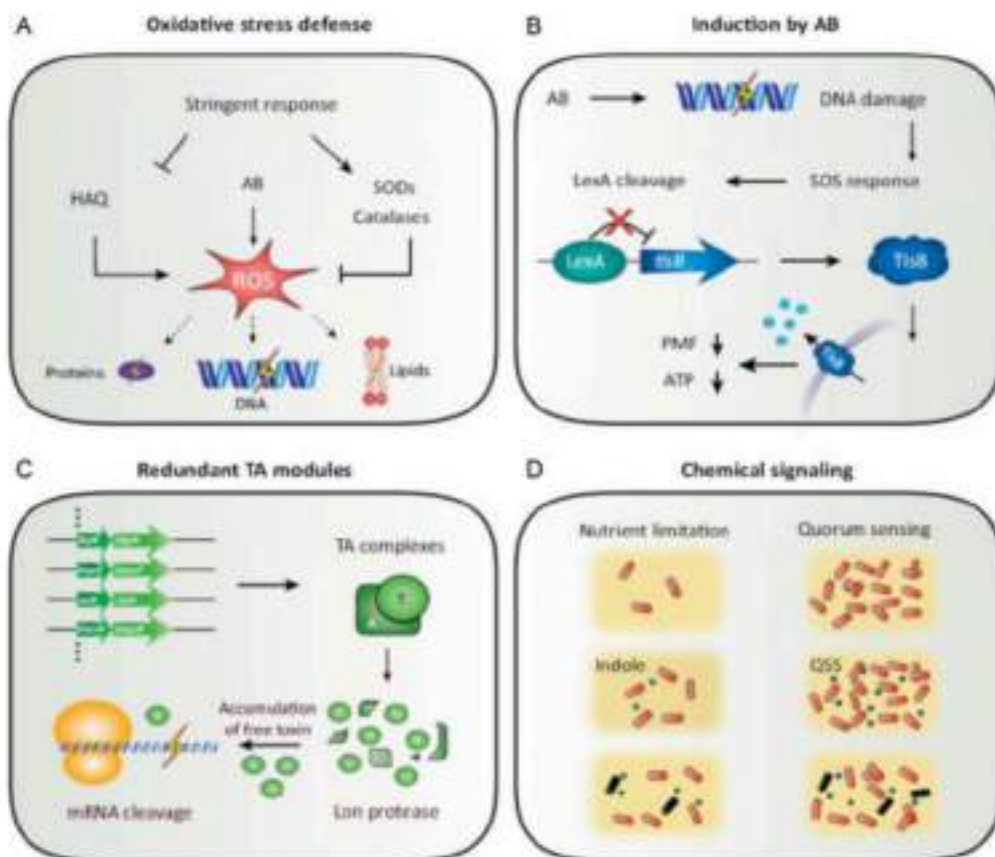 A
Oxidative stress defense
Stringent response
HAQ
AB
SODs
Catalases
ROS
Proteins
DNA
Lipids
B
Induction by AB
AB
DNA damage
LexA cleavage
SOS response
LexA
tisB
TisB
PMF
ATP
C
Redundant TA modules
TA complexes
T
A
Accumulation
of free toxin
mRNA cleavage
Lon protease
D
Chemical signaling
Nutrient limitation
Quorum sensing
Indole
QSS